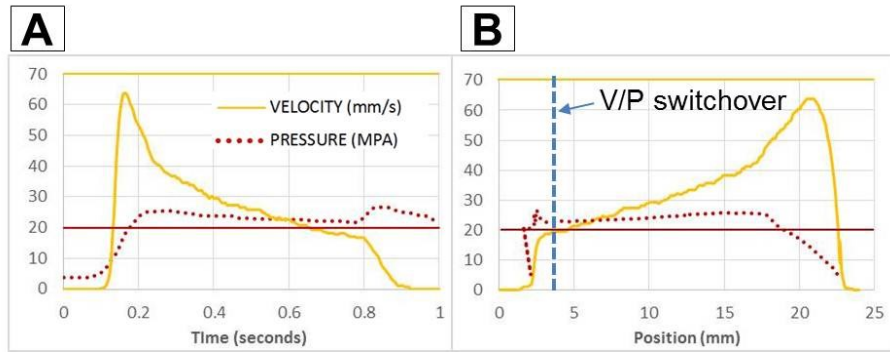 A
70
60
50
40
30
20
10
0
VELOCITY (mm/s)
PRESSURE (MPA)
0 0.2 0.4 0.6 0.8 1
TIme (seconds)
B
70
60
50
40
30
20
10
0
V/P switchover
0 5 10 15 20 25
Position (mm)